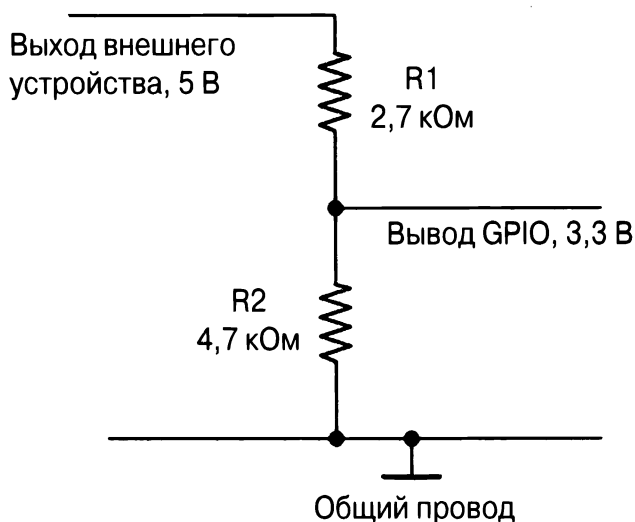 Выход внешнего
устройства, 5 В
R1
2,7 кОм
Вывод GPIO, 3,3 В
R2
4,7 кОм
Общий провод